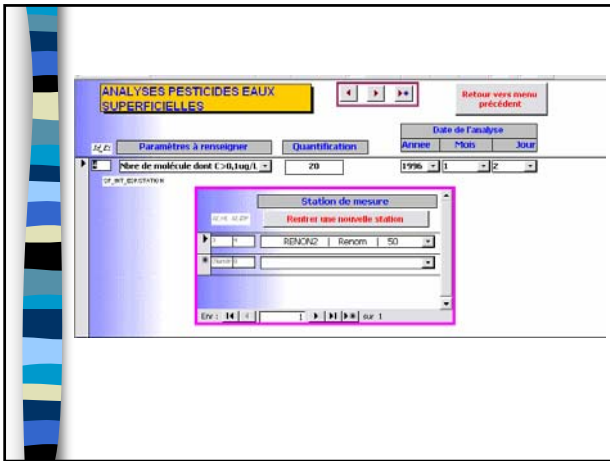 ANALYSES PESTICIDES EAUX
SUPERFICIELLES
Retour vers menu
précédent
Date de l'analyse
Paramètres à renseigner Quantification Annee Mois Jour
Nbre de molécule dont C>0,1ug/L 20 1996 1 2
Station de mesure
Rentrer une nouvelle station
RENON2 | Renom | 50
Enr : 1 sur 1